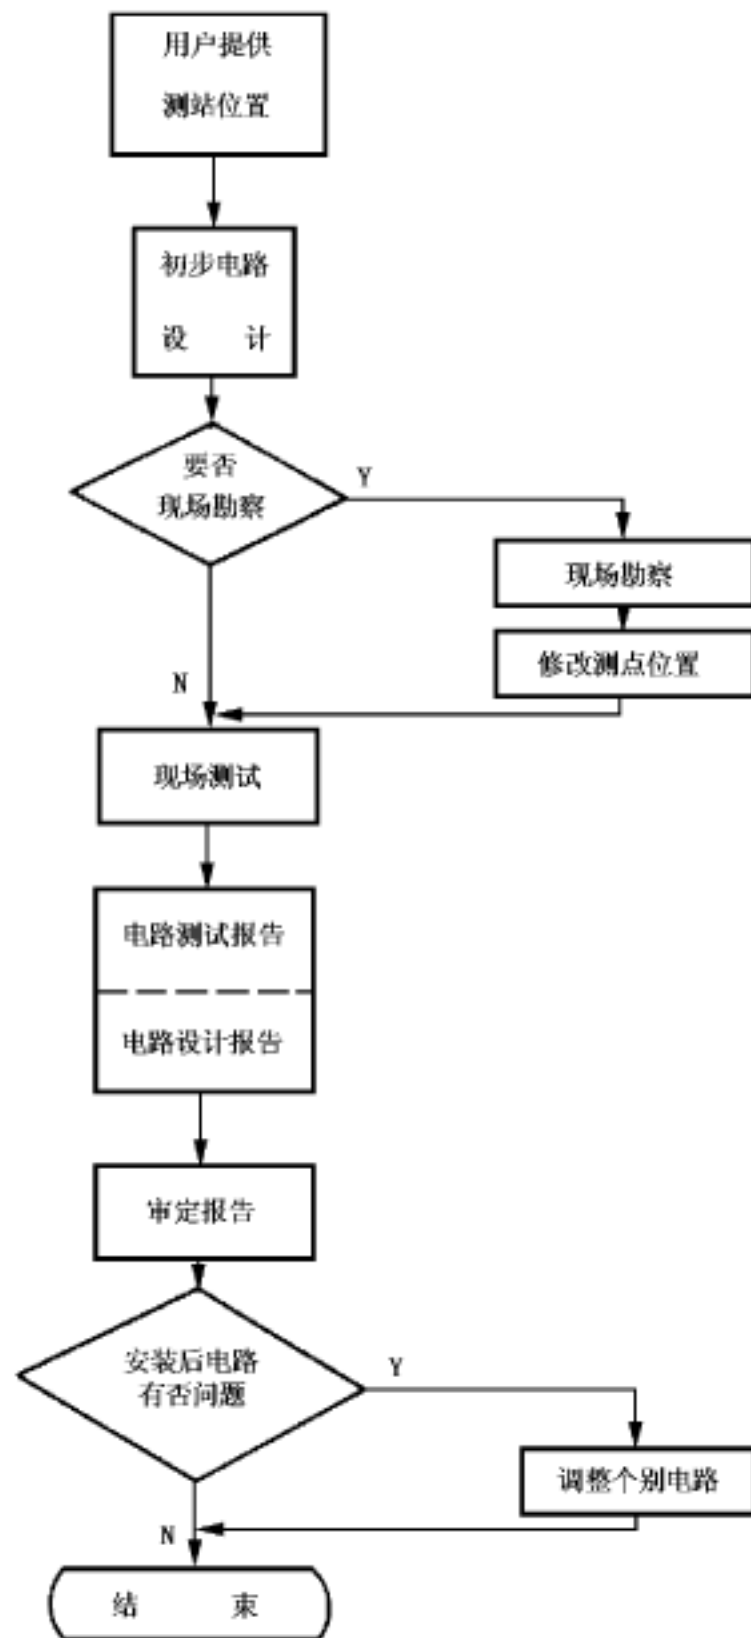 用户提供
测站位置
初步电路
设 计
要否
现场勘察
Y
现场勘察
修改测点位置
N
现场测试
电路测试报告
电路设计报告
审定报告
安装后电路
有否问题
Y
调整个别电路
N
结 束